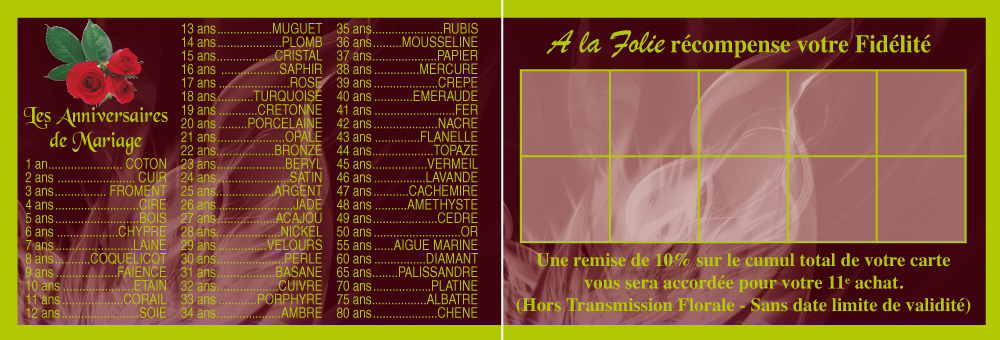 Les Anniversaires
de Mariage
1 an....................COTON
2 ans....................CUIR
3 ans...............FROMENT
4 ans......................CIRE
5 ans......................BOIS
6 ans.................CHYPRE
7 ans....................LAINE
8 ans.........COQUELICOT
9 ans................FAIENCE
10 ans...................ETAIN
11 ans................CORAIL
12 ans....................SOIE
13 ans...............MUGUET
14 ans.................PLOMB
15 ans...............CRISTAL
16 ans ...............SAPHIR
17 ans ....................ROSE
18 ans..........TURQUOISE
19 ans ...........CRETONNE
20 ans ........PORCELAINE
21 ans ..................OPALE
22 ans...............BRONZE
23 ans..................BERYL
24 ans...................SATIN
25 ans...............ARGENT
26 ans....................JADE
27 ans................ACAJOU
28 ans.................NICKEL
29 ans..............VELOURS
30 ans..................PERLE
31 ans...............BASANE
32 ans.................CUIVRE
33 ans...........PORPHYRE
34 ans..................AMBRE
35 ans....................RUBIS
36 ans........MOUSSELINE
37 ans..................PAPIER
38 ans..............MERCURE
39 ans..................CREPE
40 ans...........EMERAUDE
41 ans........................FER
42 ans...................NACRE
43 ans..............FLANELLE
44 ans..................TOPAZE
45 ans................VERMEIL
46 ans...............LAVANDE
47 ans...........CACHEMIRE
48 ans..........AMETHYSTE
49 ans...................CEDRE
50 ans..........................OR
55 ans......AIGUE MARINE
60 ans...............DIAMANT
65 ans........PALISSANDRE
70 ans................PLATINE
75 ans...............ALBATRE
80 ans....................CHENE
A la Folie récompense votre Fidélité
Une remise de 10% sur le cumul total de votre carte
vous sera accordée pour votre 11e achat.
(Hors Transmission Florale - Sans date limite de validité)